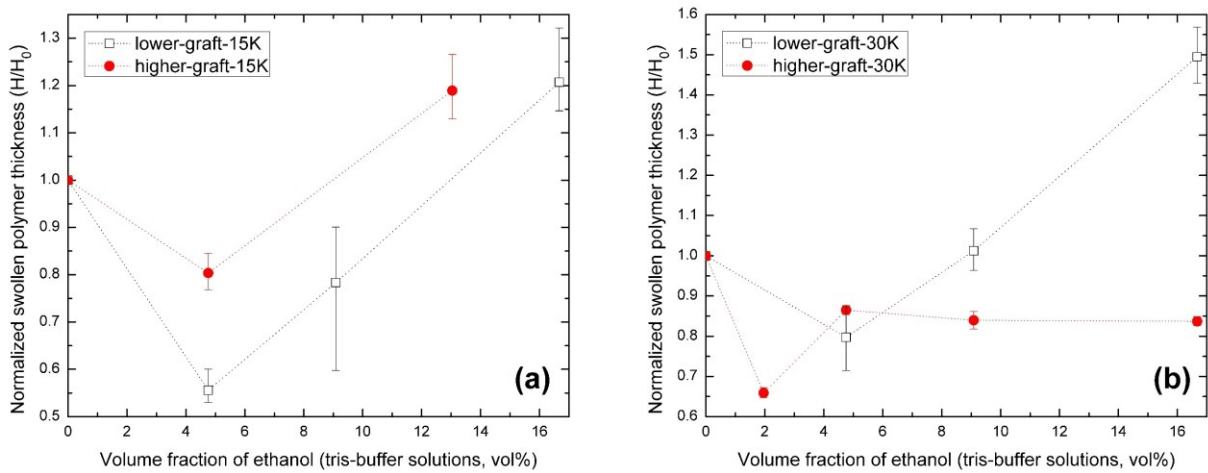 lower-graft-15K
higher-graft-15K
Normalized swollen polymer thickness (H/H₀)
1.3
1.2
1.1
1.0
0.9
0.8
0.7
0.6
0.5
0 2 4 6 8 10 12 14 16
Volume fraction of ethanol (tris-buffer solutions, vol%)
(a)
lower-graft-30K
higher-graft-30K
Normalized swollen polymer thickness (H/H₀)
1.6
1.5
1.4
1.3
1.2
1.1
1.0
0.9
0.8
0.7
0.6
0 2 4 6 8 10 12 14 16
Volume fraction of ethanol (tris-buffer solutions, vol%)
(b)